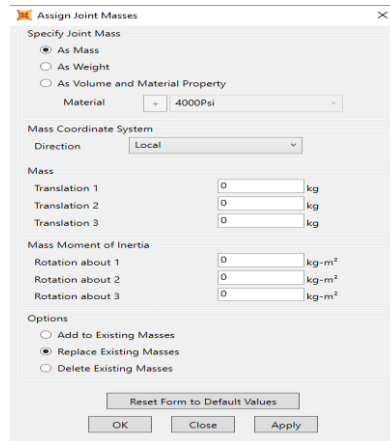 Assign Joint Masses
Specify Joint Mass
As Mass
As Weight
As Volume and Material Property
Material + 4000Psi
Mass Coordinate System
Direction Local
Mass
Translation 1 0 kg
Translation 2 0 kg
Translation 3 0 kg
Mass Moment of Inertia
Rotation about 1 0 kg-m²
Rotation about 2 0 kg-m²
Rotation about 3 0 kg-m²
Options
Add to Existing Masses
Replace Existing Masses
Delete Existing Masses
Reset Form to Default Values
OK Close Apply